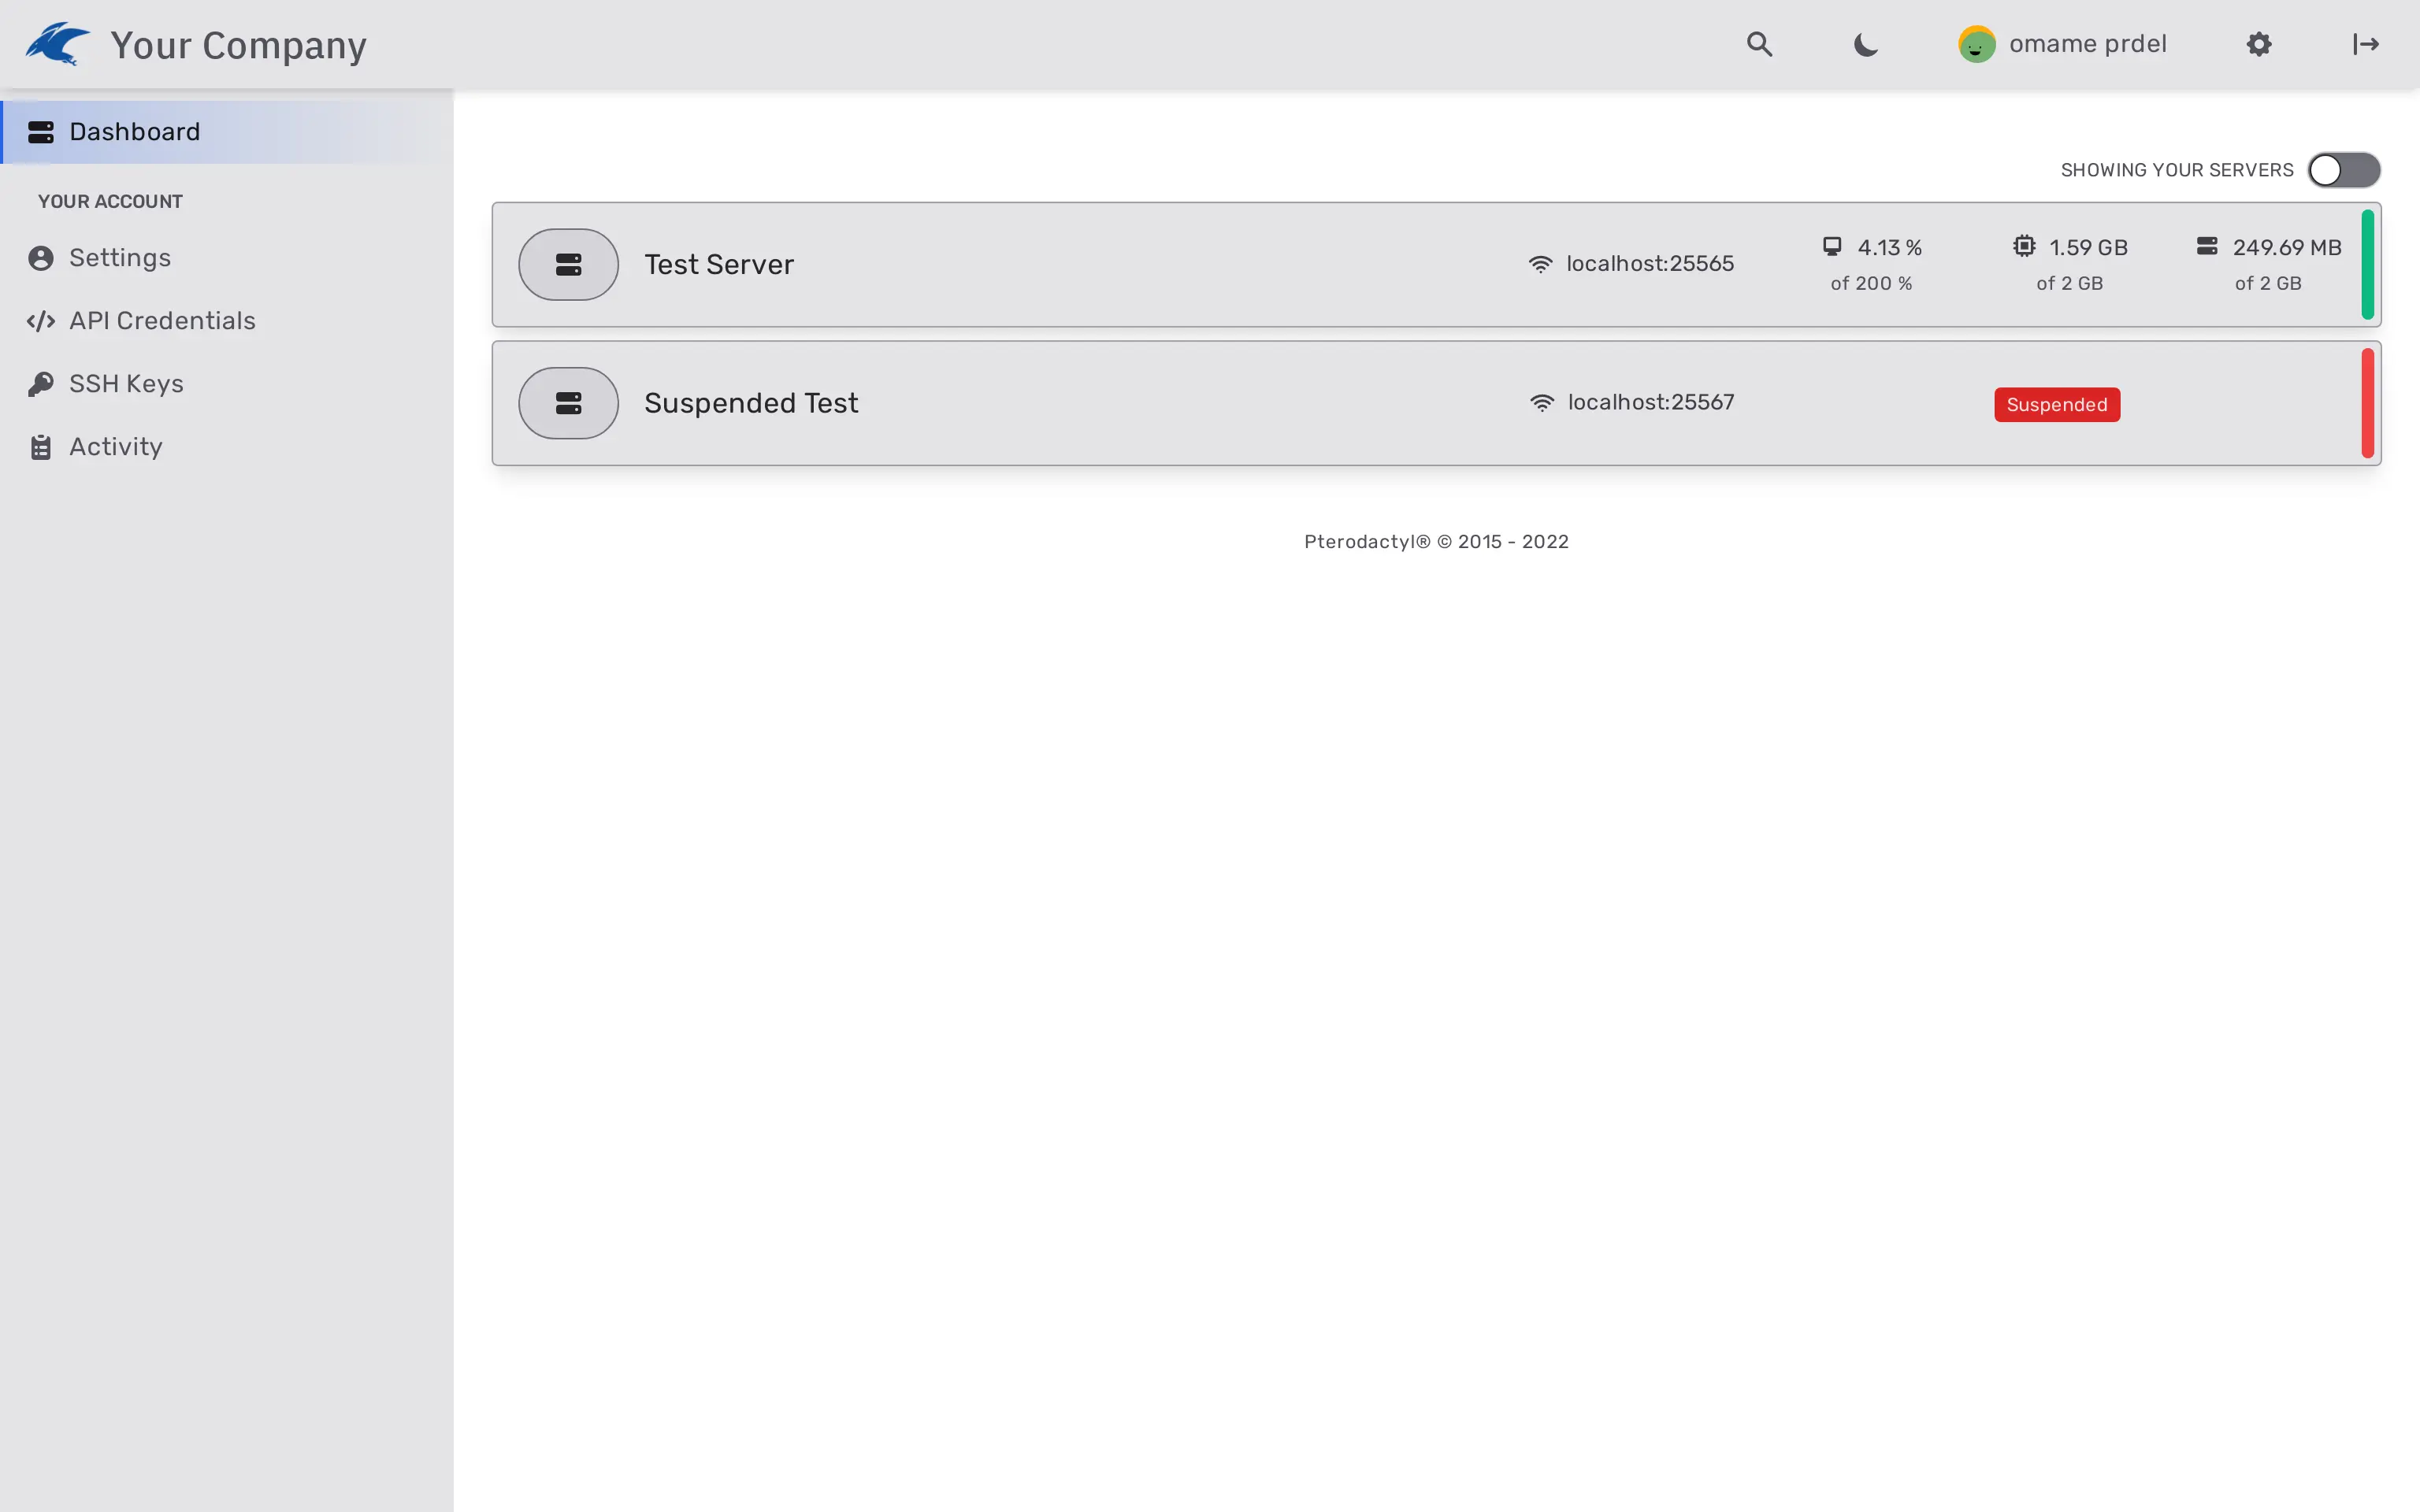 Your Company
omame prdel
Dashboard
YOUR ACCOUNT
Settings
API Credentials
SSH Keys
Activity
SHOWING YOUR SERVERS
Test Server
localhost:25565
4.13 %
of 200 %
1.59 GB
of 2 GB
249.69 MB
of 2 GB
Suspended Test
localhost:25567
Suspended
Pterodactyl® © 2015 - 2022